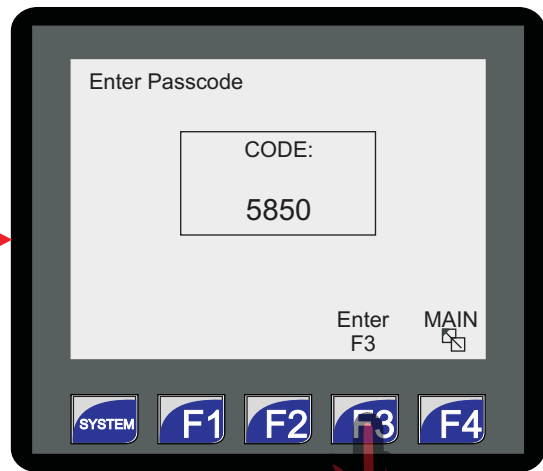 Enter Passcode
CODE:
5850
Enter MAIN
F3
SYSTEM F1 F2 F3 F4